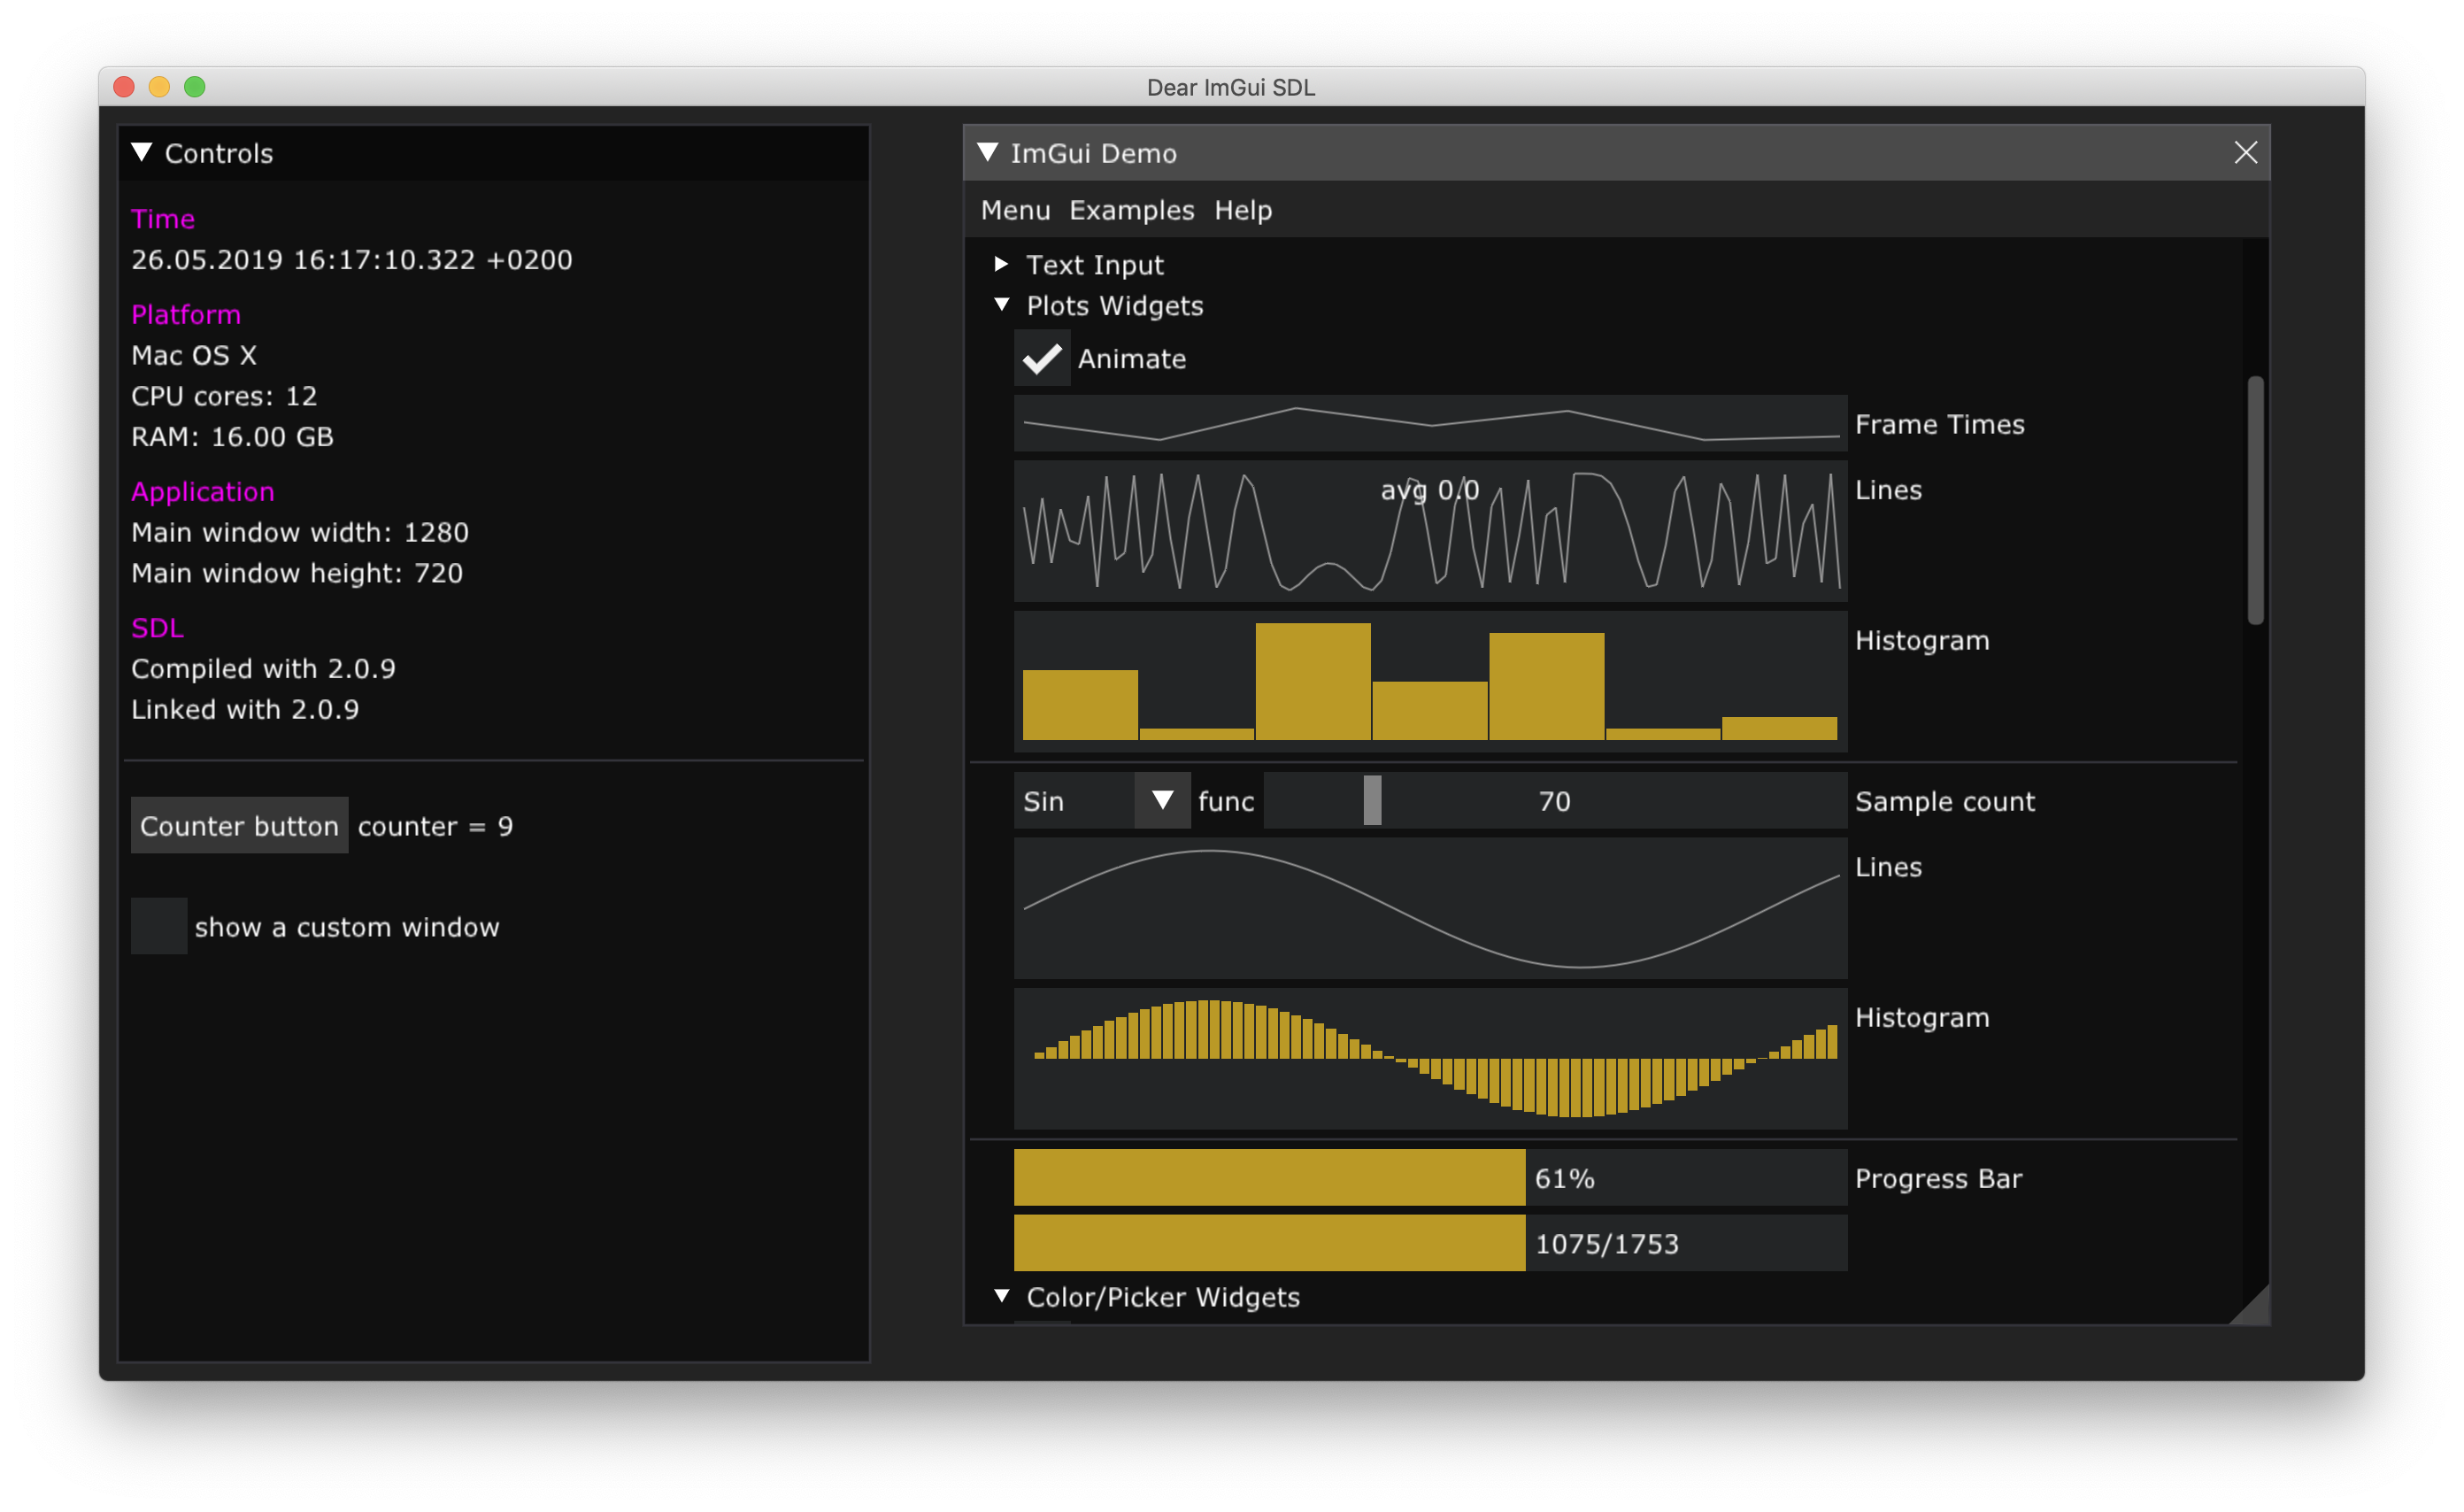 Dear ImGui SDL
Controls
Time
26.05.2019 16:17:10.322 +0200
Platform
Mac OS X
CPU cores: 12
RAM: 16.00 GB
Application
Main window width: 1280
Main window height: 720
SDL
Compiled with 2.0.9
Linked with 2.0.9
Counter button counter = 9
show a custom window
ImGui Demo
Menu Examples Help
Text Input
Plots Widgets
Animate
Frame Times
avg 0.0 Lines
Histogram
Sin func 70 Sample count
Lines
Histogram
61% Progress Bar
1075/1753
Color/Picker Widgets